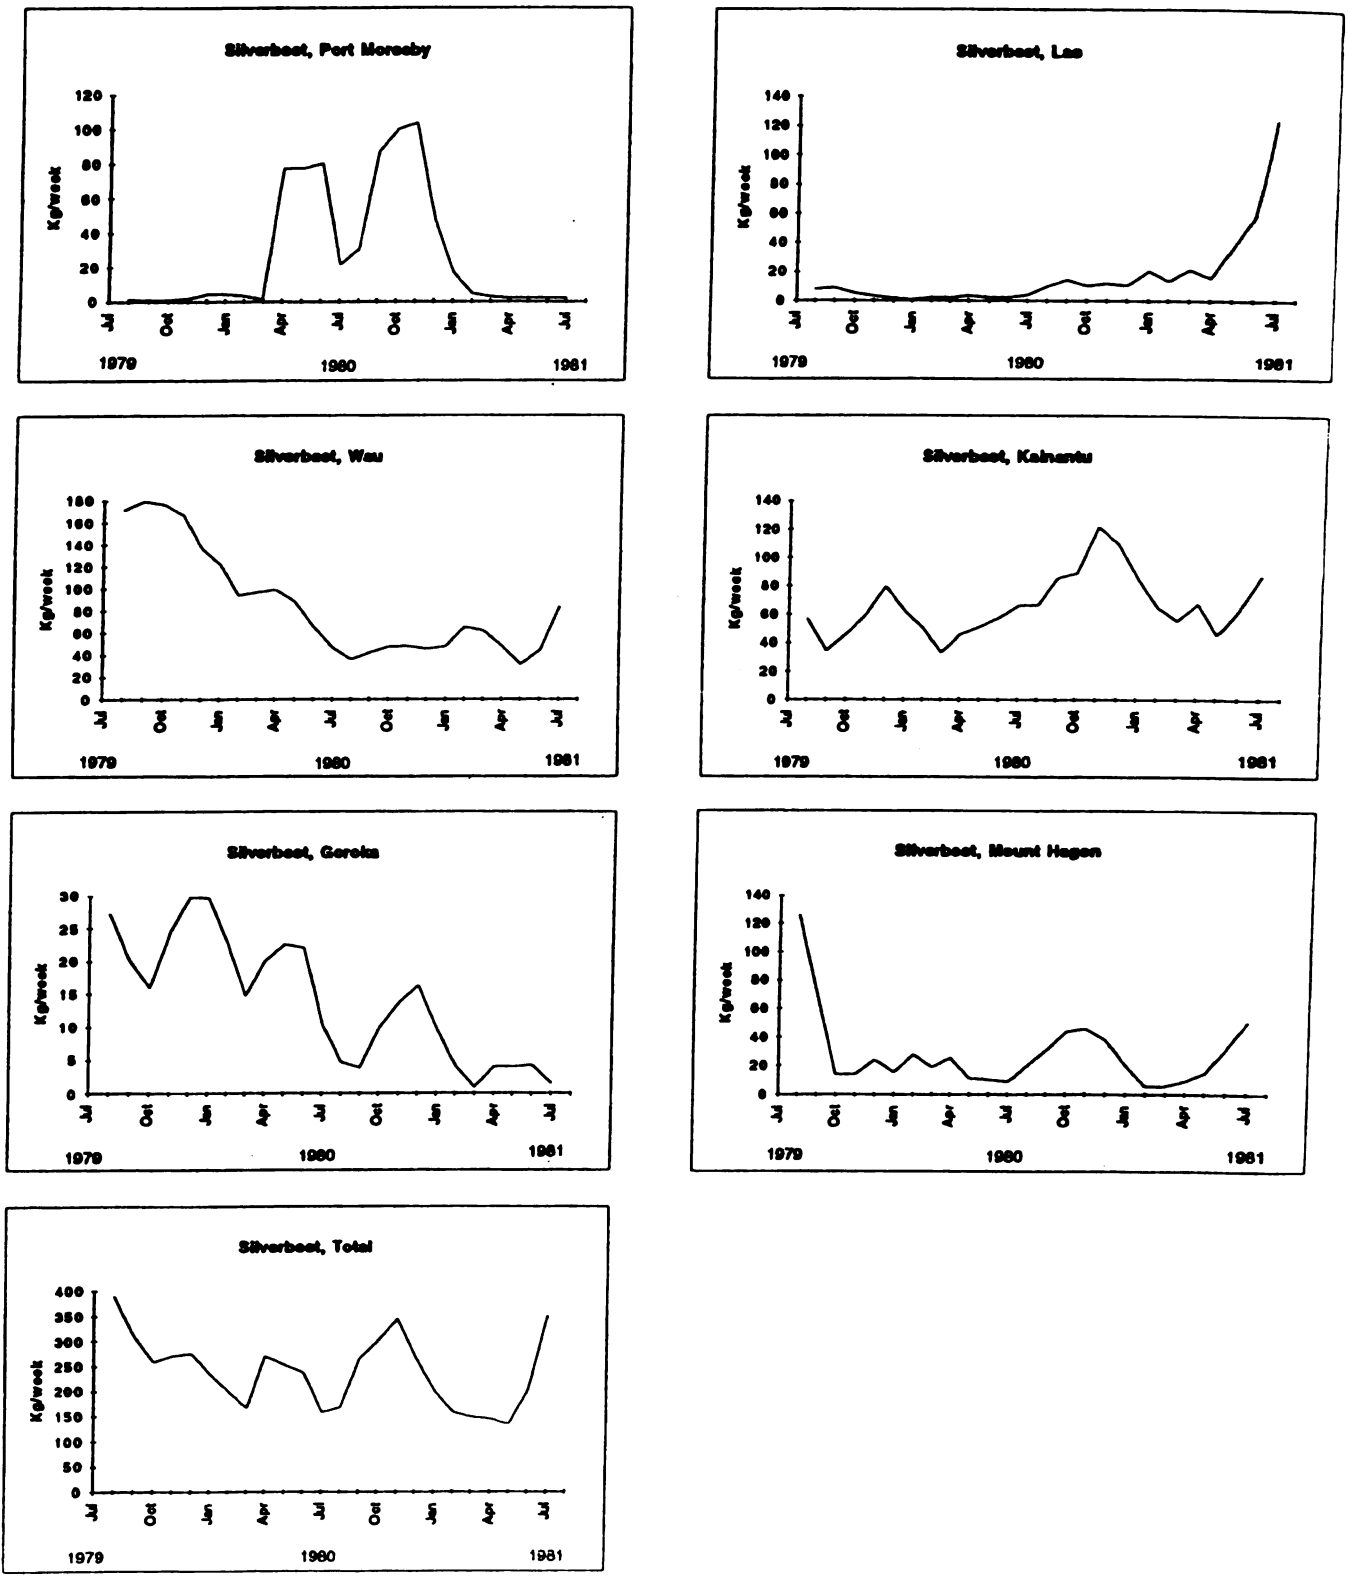 Silverbeet, Port Moresby
120
100
80
60
40
20
0
Kg/week
Jul Oct Jan Apr Jul Oct Jan Apr Jul
1979 1980 1981
Silverbeet, Lae
140
120
100
80
60
40
20
0
Kg/week
Jul Oct Jan Apr Jul Oct Jan Apr Jul
1979 1980 1981
Silverbeet, Wau
180
160
140
120
100
80
60
40
20
0
Kg/week
Jul Oct Jan Apr Jul Oct Jan Apr Jul
1979 1980 1981
Silverbeet, Kainantu
140
120
100
80
60
40
20
0
Kg/week
Jul Oct Jan Apr Jul Oct Jan Apr Jul
1979 1980 1981
Silverbeet, Goroka
30
25
20
15
10
5
0
Kg/week
Jul Oct Jan Apr Jul Oct Jan Apr Jul
1979 1980 1981
Silverbeet, Mount Hagen
140
120
100
80
60
40
20
0
Kg/week
Jul Oct Jan Apr Jul Oct Jan Apr Jul
1979 1980 1981
Silverbeet, Total
400
350
300
250
200
150
100
50
0
Kg/week
Jul Oct Jan Apr Jul Oct Jan Apr Jul
1979 1980 1981